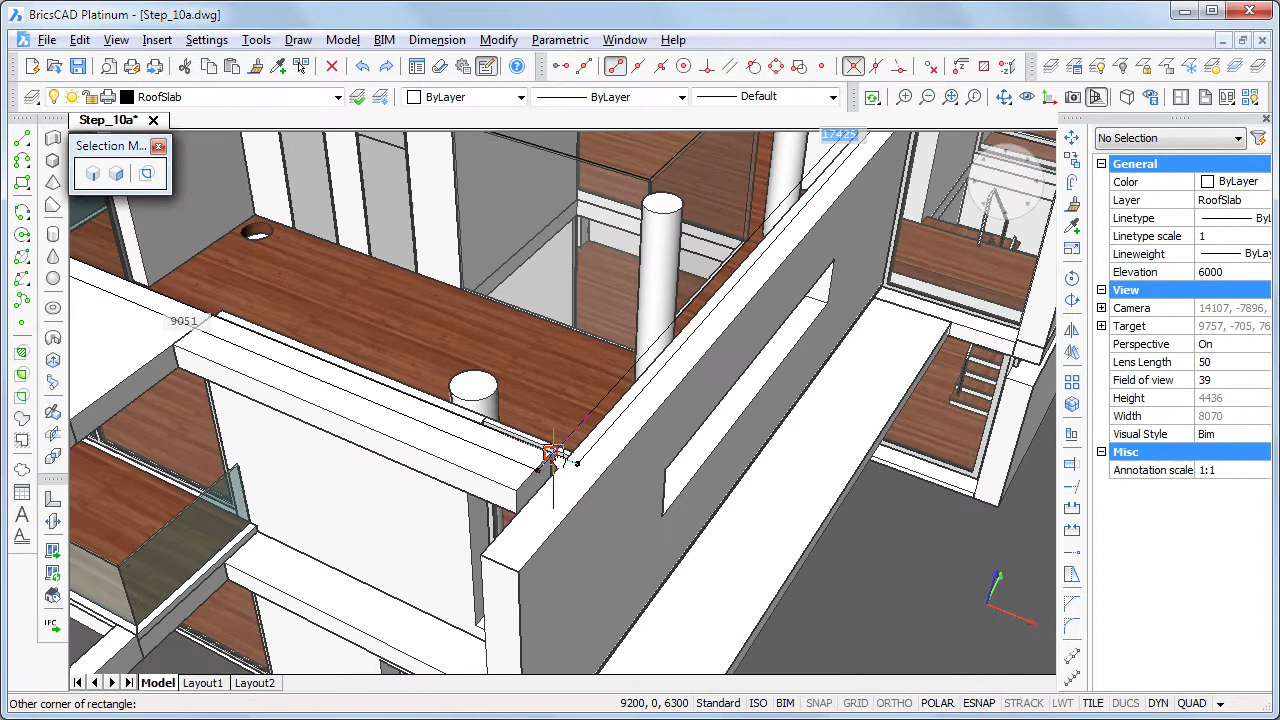 BricsCAD Platinum - [Step_10a.dwg]
File Edit View Insert Settings Tools Draw Model BIM Dimension Modify Parametric Window Help
RoofSlab ByLayer ByLayer Default
Step_10a*
Selection M...
17425
9051
No Selection
General
Color ByLayer
Layer RoofSlab
Linetype ByL
Linetype scale 1
Lineweight ByLa
Elevation 6000
View
Camera 14107, -7896,
Target 9757, -705, 76
Perspective On
Lens Length 50
Field of view 39
Height 4436
Width 8070
Visual Style Bim
Misc
Annotation scale 1:1
IFC
Model Layout1 Layout2
Other corner of rectangle: 9200, 0, 6300 Standard ISO BIM SNAP GRID ORTHO POLAR ESNAP STRACK LWT TILE DUCS DYN QUAD